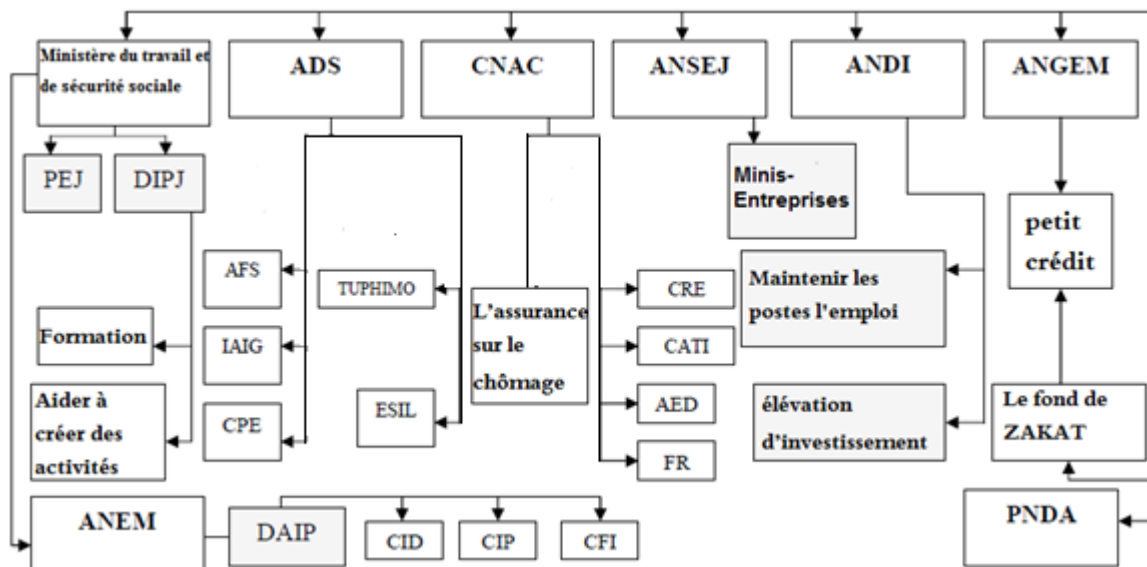 Ministère du travail et
de sécurité sociale
ADS
CNAC
ANSEJ
ANDI
ANGEM
PEJ
DIPJ
Minis-
Entreprises
petit
crédit
AFS
TUPHIMO
CRE
Maintenir les
postes l'emploi
Formation
IAIG
L'assurance
sur le
chômage
CATI
Aider à
créer des
activités
CPE
ESIL
AED
FR
élévation
d'investissement
Le fond de
ZAKAT
ANEM
DAIP
CID
CIP
CFI
PNDA